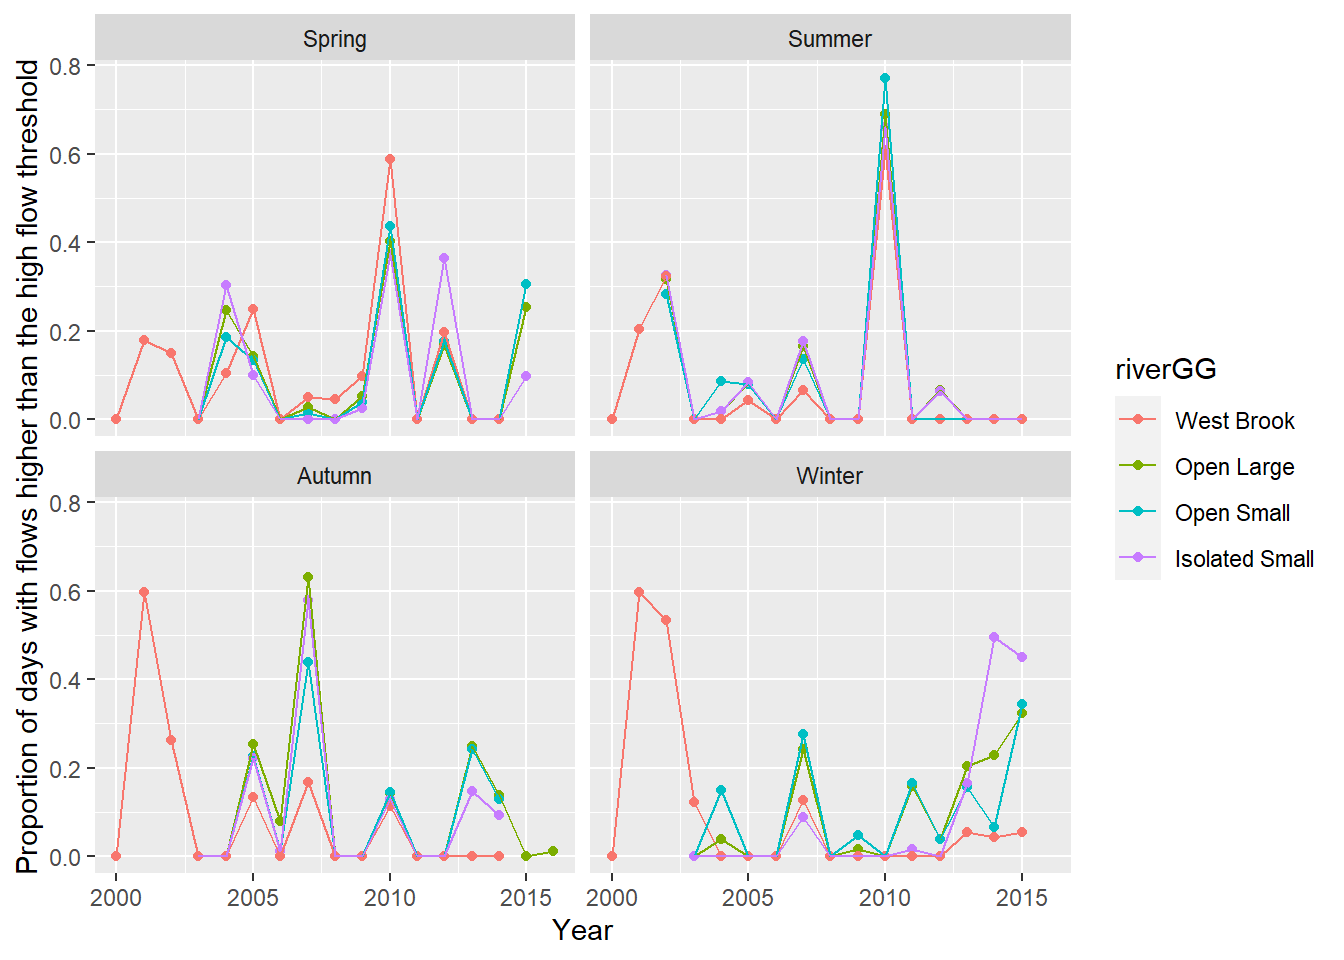 Spring
Summer
0.8
0.6
0.4
0.2
0.0
Autumn
Winter
0.8
0.6
0.4
0.2
0.0
2000 2005 2010 2015
2000 2005 2010 2015
Year
Proportion of days with flows higher than the high flow threshold
riverGG
West Brook
Open Large
Open Small
Isolated Small